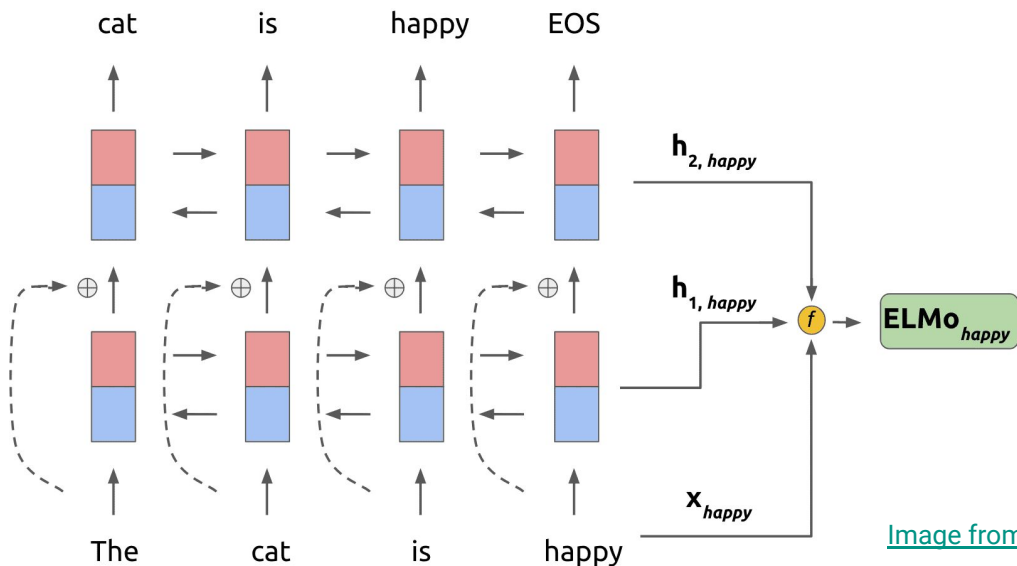 cat is happy EOS
h2, happy
h1, happy
f
ELMohappy
xhappy
The cat is happy
Image from